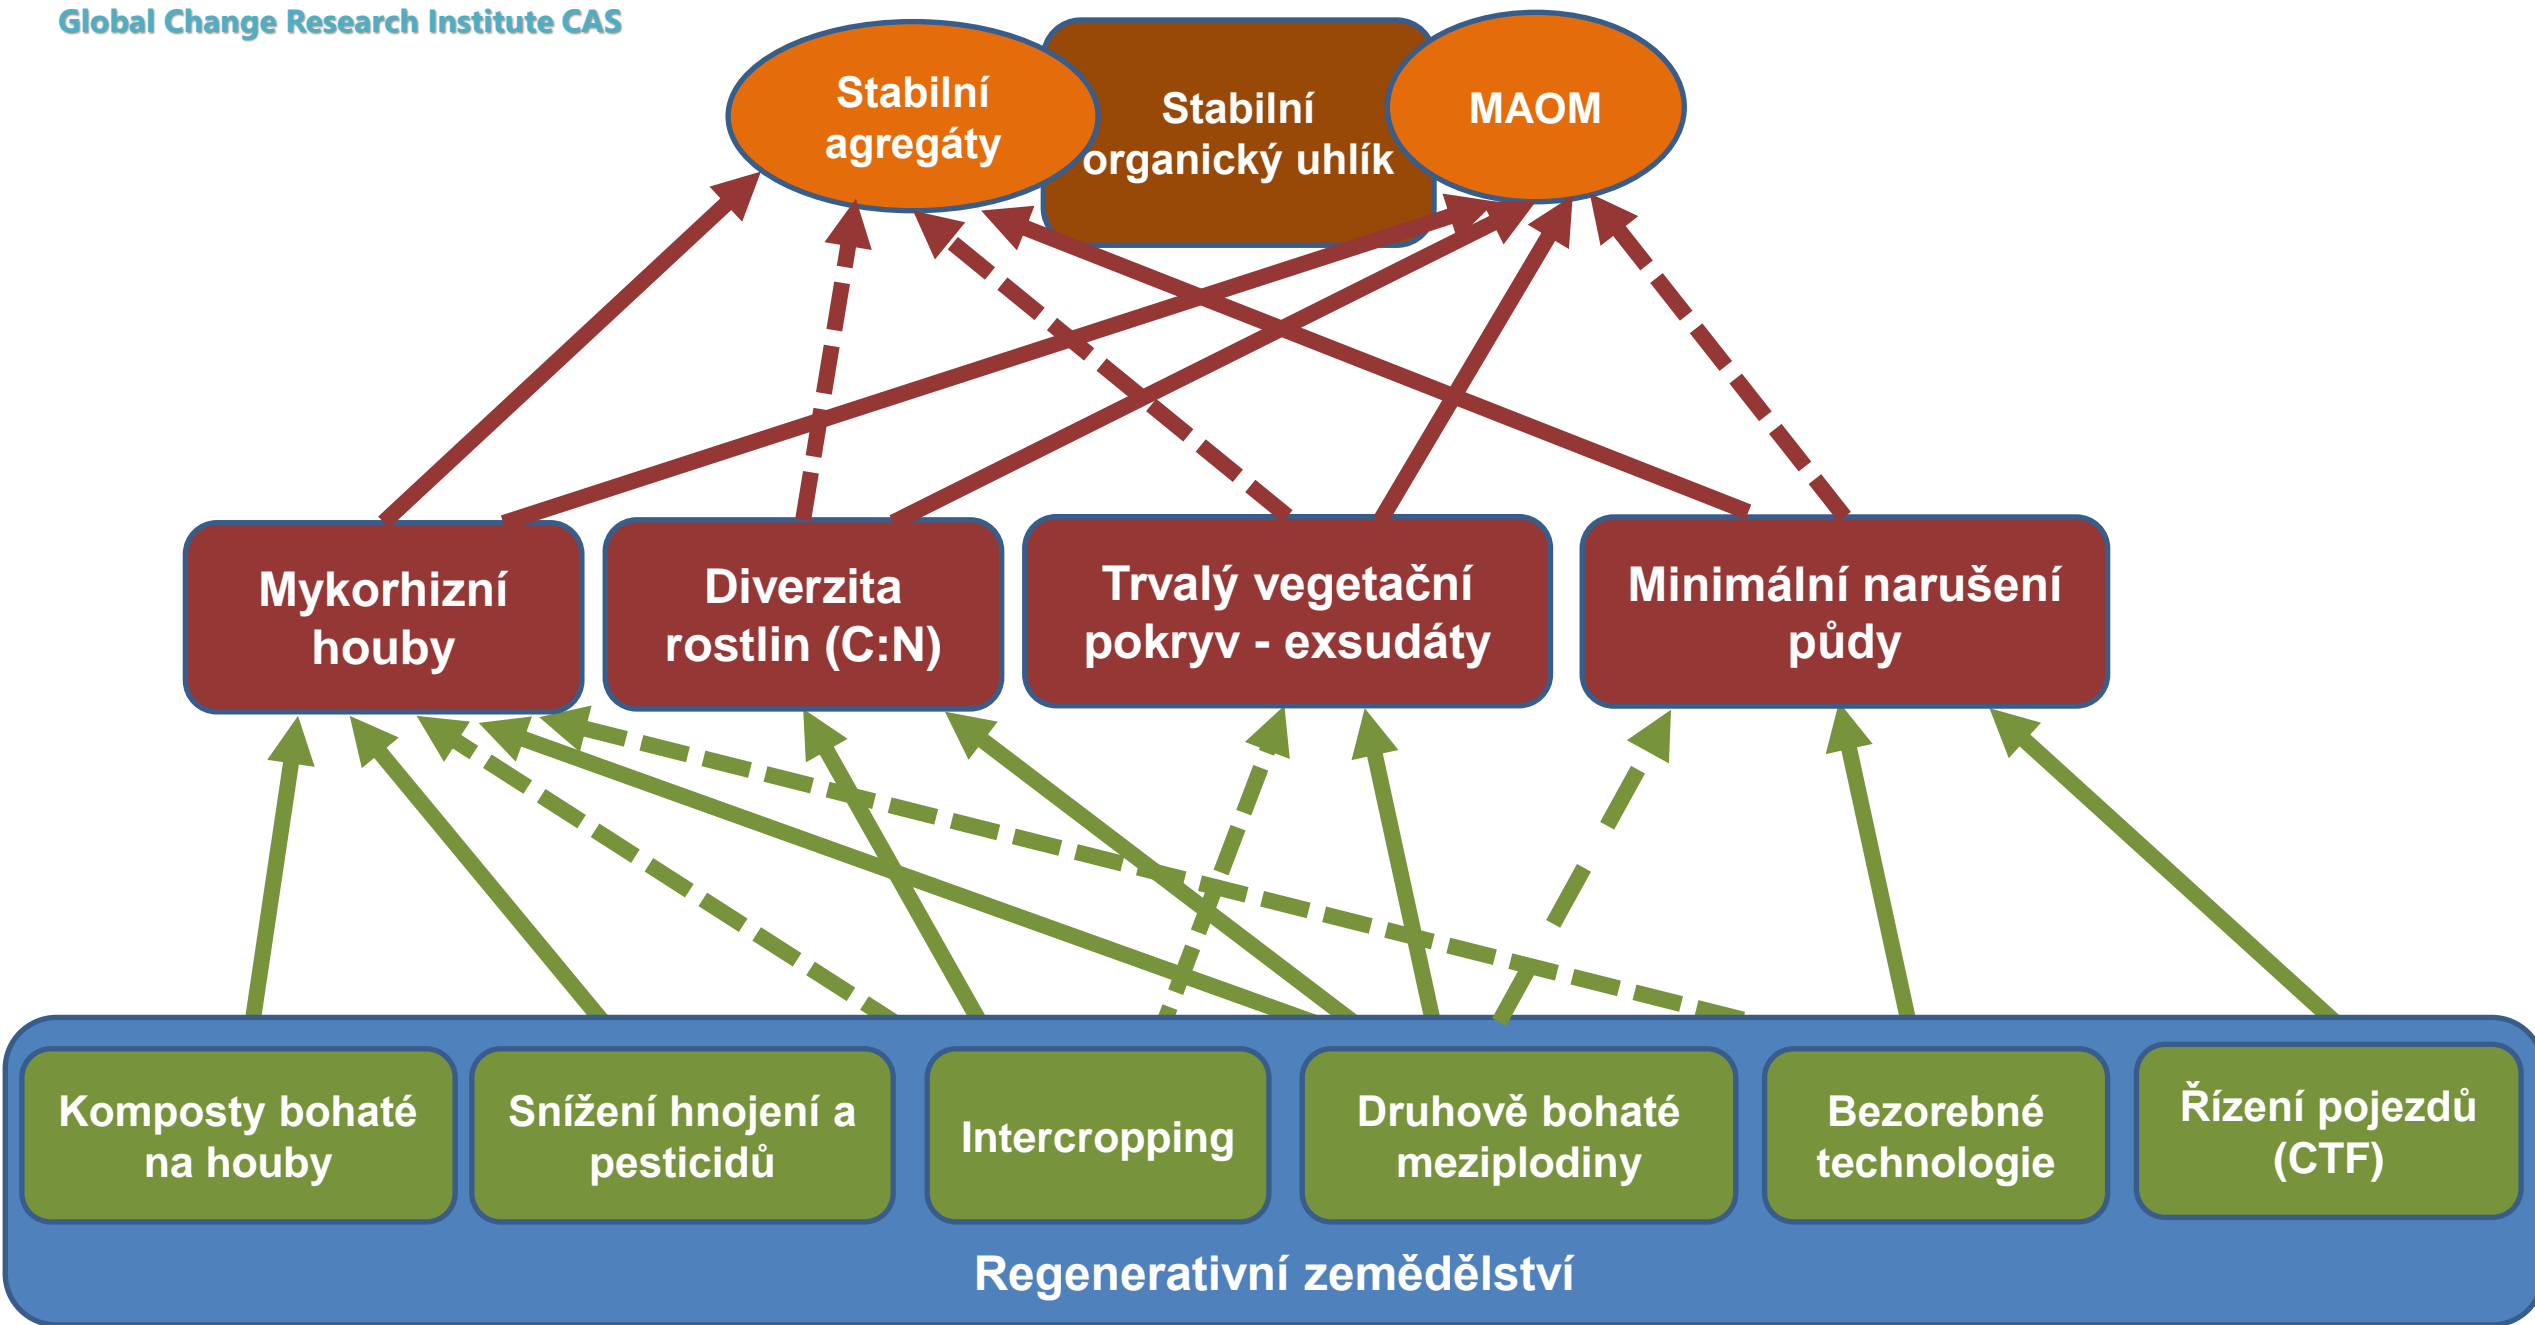 Global Change Research Institute CAS
Stabilní
agregáty
Stabilní
organický uhlík
MAOM
Mykorhizní
houby
Diverzita
rostlin (C:N)
Trvalý vegetační
pokryv - exsudáty
Minimální narušení
půdy
Komposty bohaté
na houby
Snížení hnojení a
pesticidů
Intercropping
Druhově bohaté
meziplodiny
Bezorebné
technologie
Řízení pojezdů
(CTF)
Regenerativní zemědělství